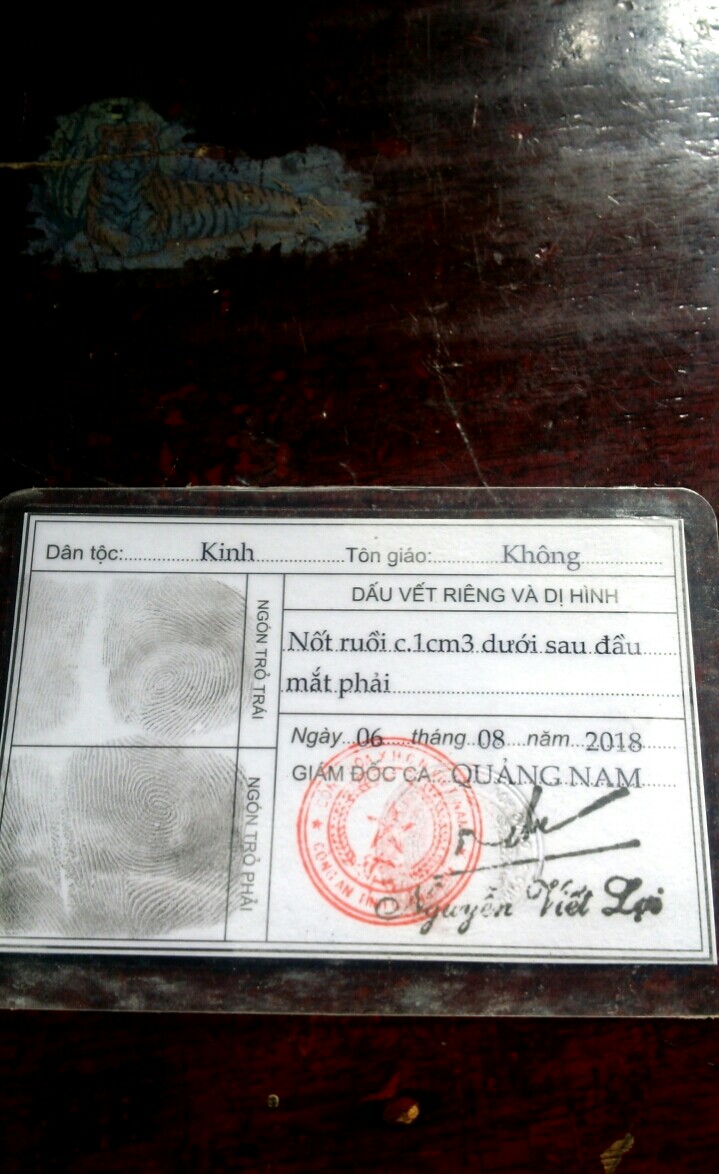 Dân tộc:..........Kinh..........Tôn giáo:..........Không..........
DẤU VẾT RIÊNG VÀ DỊ HÌNH
Nốt ruồi c.1cm3 dưới sau đầu
mắt phải
NGÓN TRỎ TRÁI
Ngày...06....tháng...08...năm...2018......
GIÁM ĐỐC CA QUẢNG NAM
NGÓN TRỎ PHẢI
CÔNG AN
Nguyễn Viết Lợi